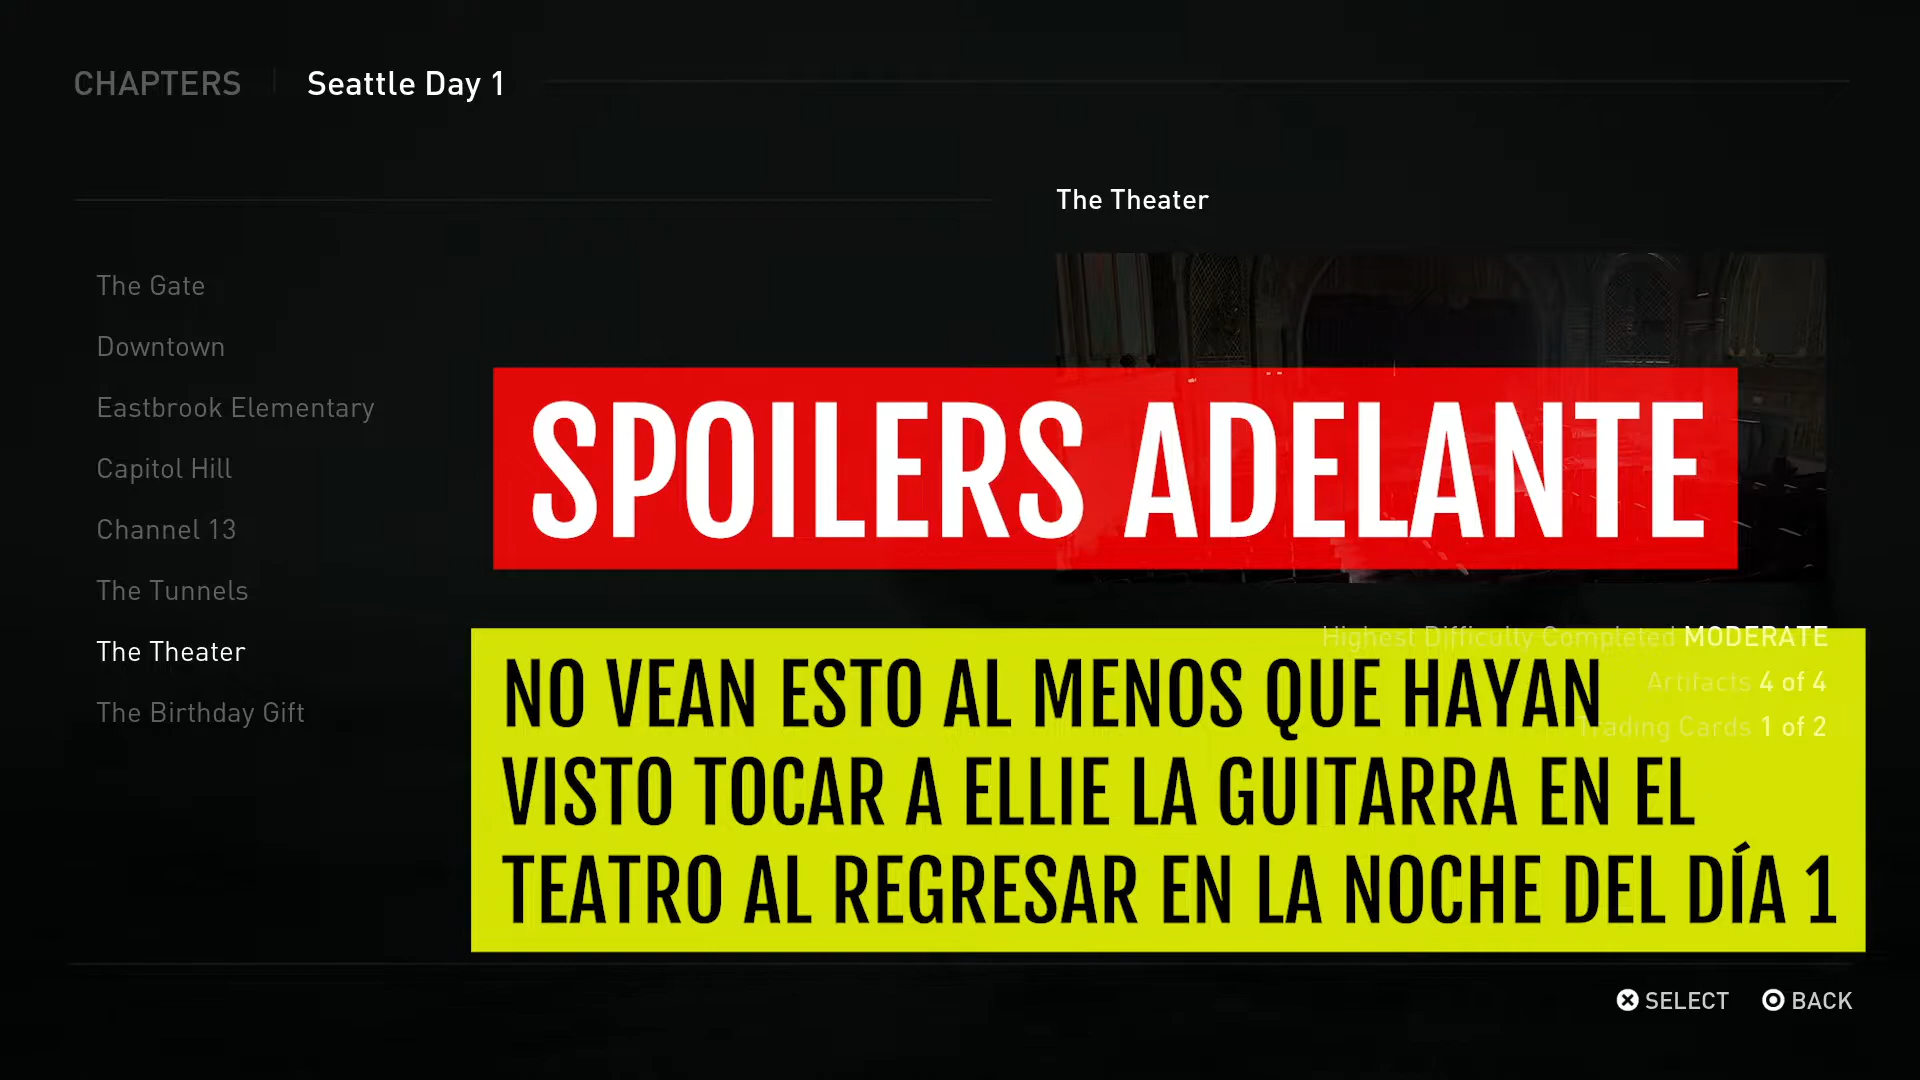 CHAPTERS
Seattle Day 1
The Theater
The Gate
Downtown
Eastbrook Elementary
Capitol Hill
Channel 13
The Tunnels
The Theater
The Birthday Gift
SPOILERS ADELANTE
Highest Difficulty Completed MODERATE
Artifacts 4 of 4
Trading Cards 1 of 2
NO VEAN ESTO AL MENOS QUE HAYAN
VISTO TOCAR A ELLIE LA GUITARRA EN EL
TEATRO AL REGRESAR EN LA NOCHE DEL DÍA 1
SELECT
BACK